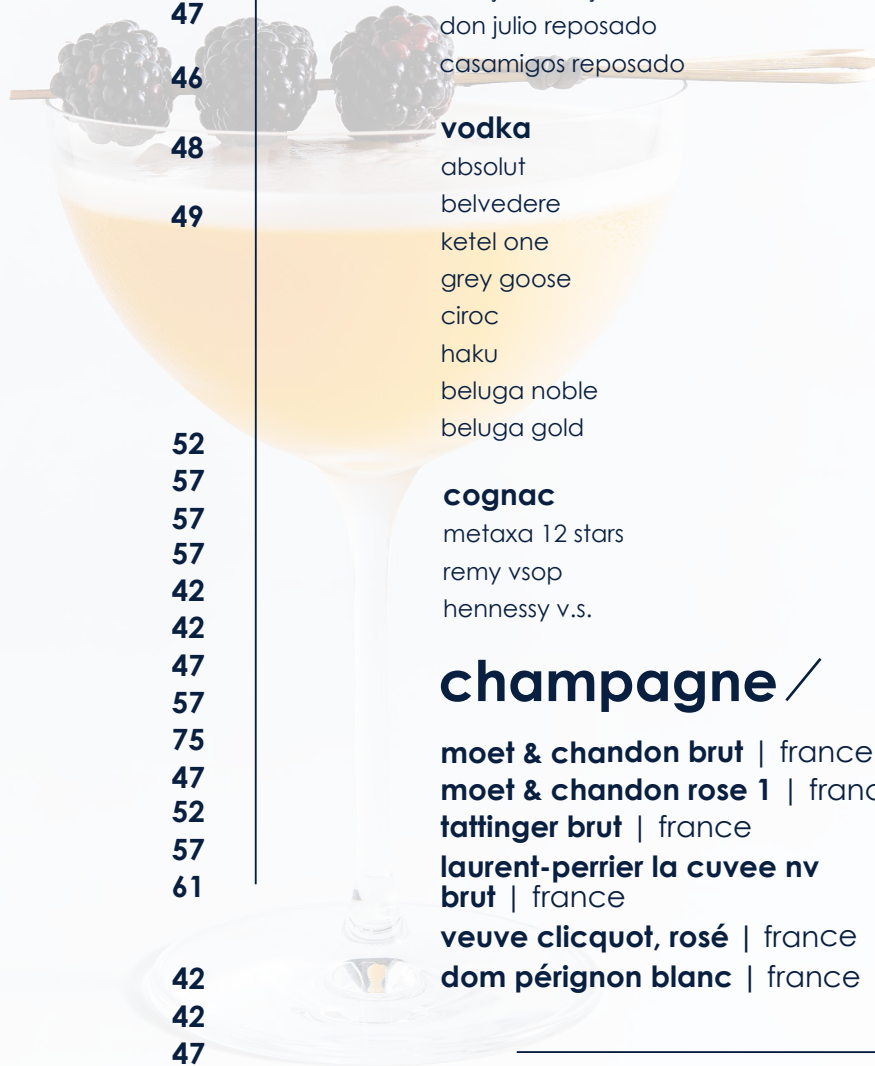 47
46
48
49
52
57
57
57
42
42
47
57
75
47
52
57
61
42
42
47
don julio reposado
casamigos reposado
vodka
absolut
belvedere
ketel one
grey goose
ciroc
haku
beluga noble
beluga gold
cognac
metaxa 12 stars
remy vsop
hennessy v.s.
champagne /
moet & chandon brut | france
moet & chandon rose 1 | franc
tattinger brut | france
laurent-perrier la cuvee nv
brut | france
veuve clicquot, rosé | france
dom pérignon blanc | france